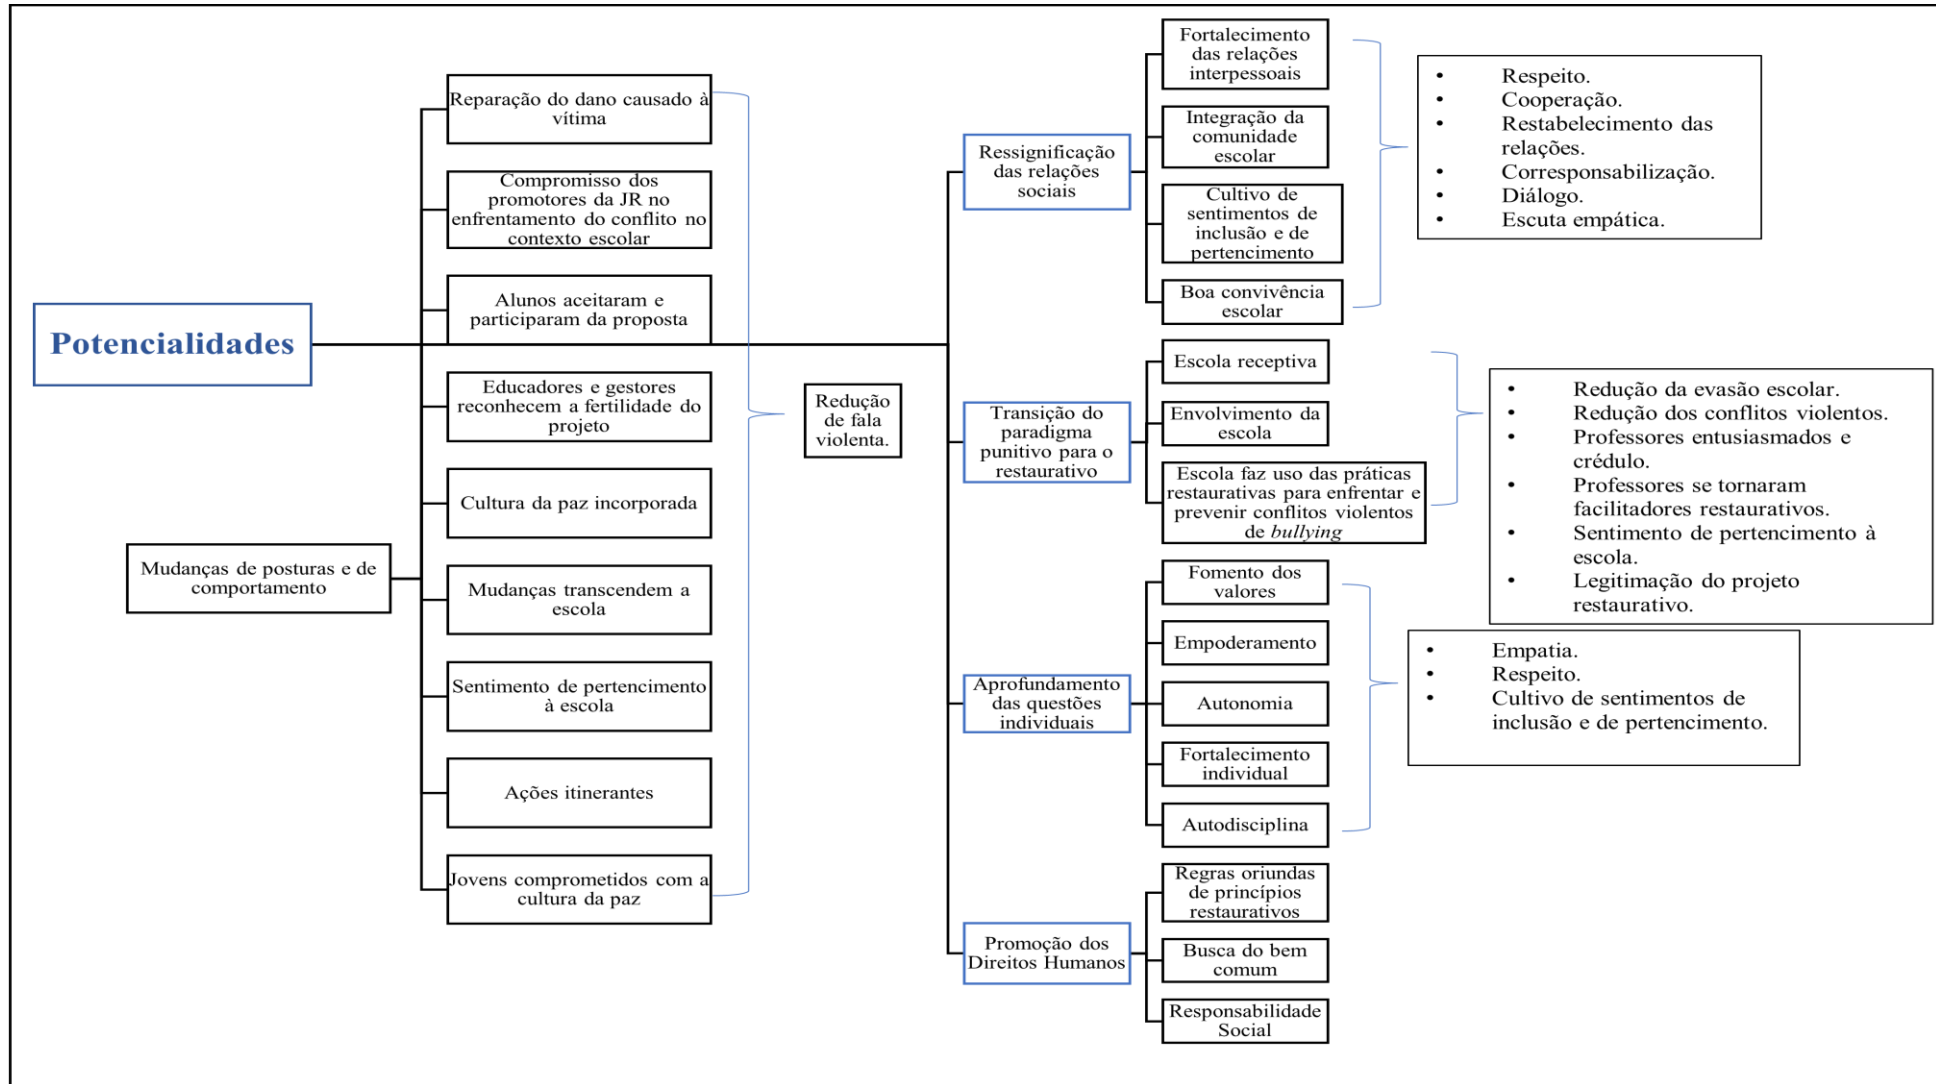 Potencialidades
Mudanças de posturas e de
comportamento
Reparação do dano causado à
vítima
Compromisso dos
promotores da JR no
enfrentamento do conflito no
contexto escolar
Alunos aceitaram e
participaram da proposta
Educadores e gestores
reconhecem a fertilidade do
projeto
Cultura da paz incorporada
Mudanças transcendem a
escola
Sentimento de pertencimento
à escola
Ações itinerantes
Jovens comprometidos com a
cultura da paz
Redução
de fala
violenta.
Ressignificação
das relações
sociais
Fortalecimento
das relações
interpessoais
Integração da
comunidade
escolar
Cultivo de
sentimentos de
inclusão e de
pertencimento
Boa convivência
escolar
• Respeito.
• Cooperação.
• Restabelecimento das
relações.
• Corresponsabilização.
• Diálogo.
• Escuta empática.
Transição do
paradigma
punitivo para o
restaurativo
Escola receptiva
Envolvimento da
escola
Escola faz uso das práticas
restaurativas para enfrentar e
prevenir conflitos violentos
de bullying
• Redução da evasão escolar.
• Redução dos conflitos violentos.
• Professores entusiasmados e
crédulo.
• Professores se tornaram
facilitadores restaurativos.
• Sentimento de pertencimento à
escola.
• Legitimação do projeto
restaurativo.
Aprofundamento
das questões
individuais
Fomento dos
valores
Empoderamento
Autonomia
Fortalecimento
individual
Autodisciplina
• Empatia.
• Respeito.
• Cultivo de sentimentos de
inclusão e de pertencimento.
Promoção dos
Direitos Humanos
Regras oriundas
de princípios
restaurativos
Busca do bem
comum
Responsabilidade
Social